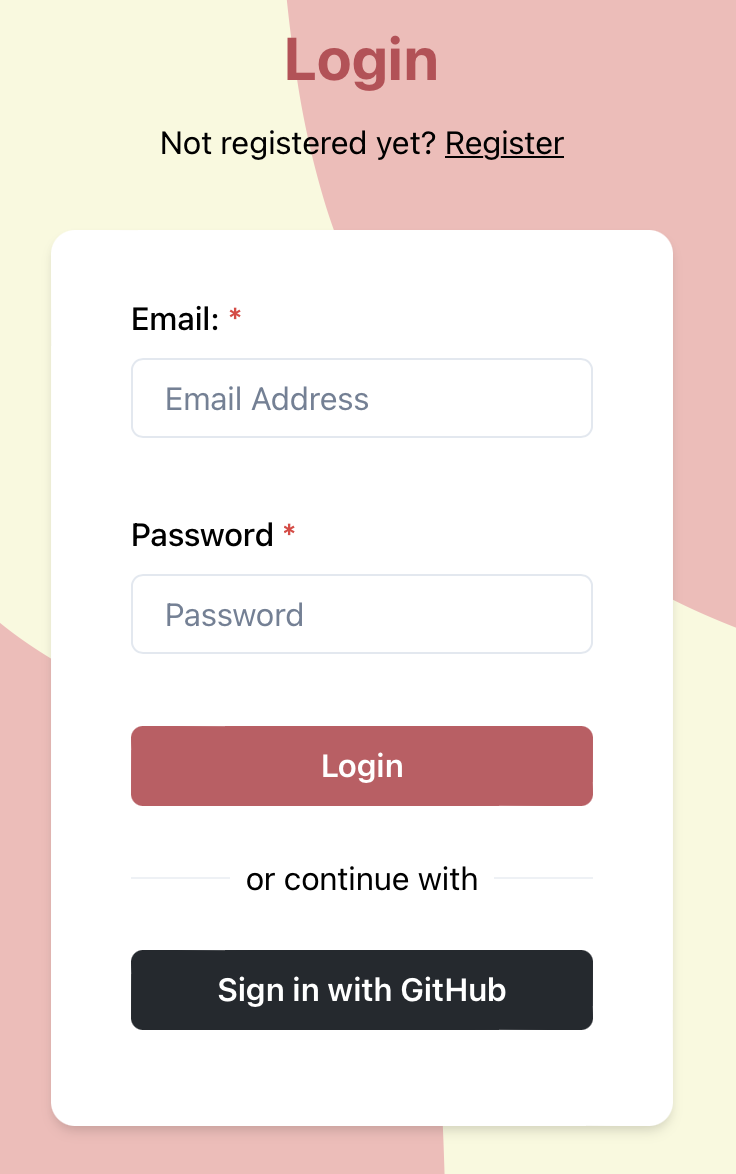 Login
Not registered yet? Register
Email: *
Email Address
Password *
Password
Login
or continue with
Sign in with GitHub